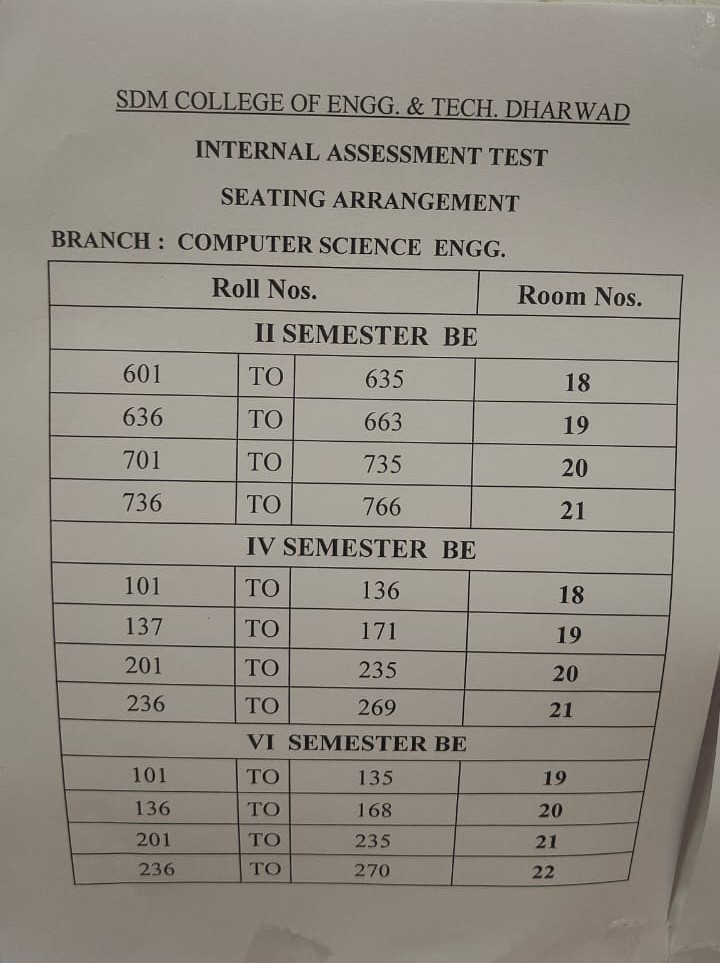 SDM COLLEGE OF ENGG. & TECH. DHARWAD
INTERNAL ASSESSMENT TEST
SEATING ARRANGEMENT
BRANCH : COMPUTER SCIENCE ENGG.
Roll Nos. Room Nos.
II SEMESTER BE
601 TO 635 18
636 TO 663 19
701 TO 735 20
736 TO 766 21
IV SEMESTER BE
101 TO 136 18
137 TO 171 19
201 TO 235 20
236 TO 269 21
VI SEMESTER BE
101 TO 135 19
136 TO 168 20
201 TO 235 21
236 TO 270 22